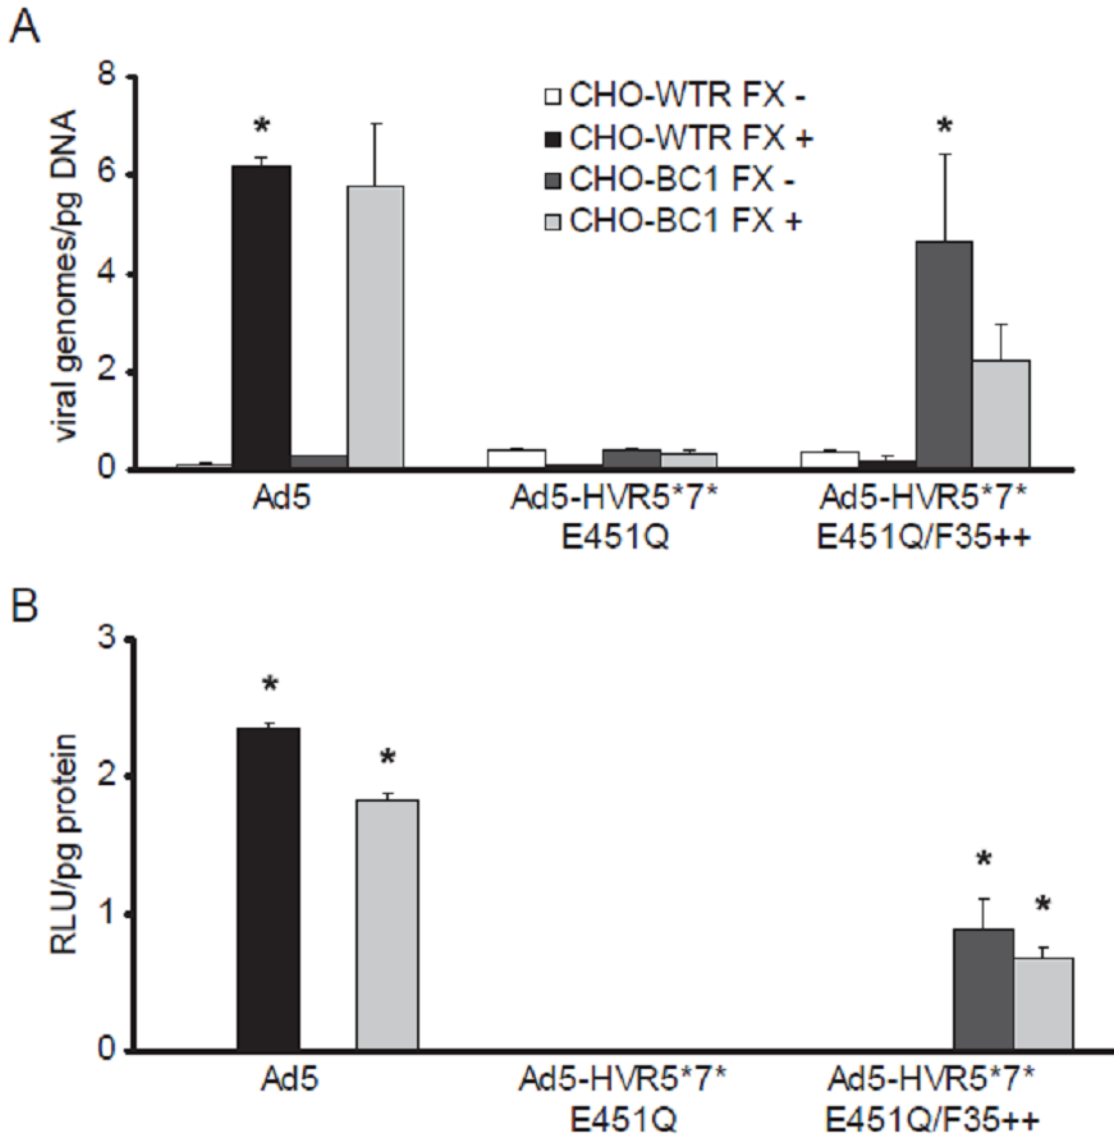 A
viral genomes/pg DNA
8
6
4
2
0
CHO-WTR FX -
CHO-WTR FX +
CHO-BC1 FX -
CHO-BC1 FX +
*
*
Ad5
Ad5-HVR5*7*
E451Q
Ad5-HVR5*7*
E451Q/F35++
B
RLU/pg protein
3
2
1
0
*
*
*
*
Ad5
Ad5-HVR5*7*
E451Q
Ad5-HVR5*7*
E451Q/F35++